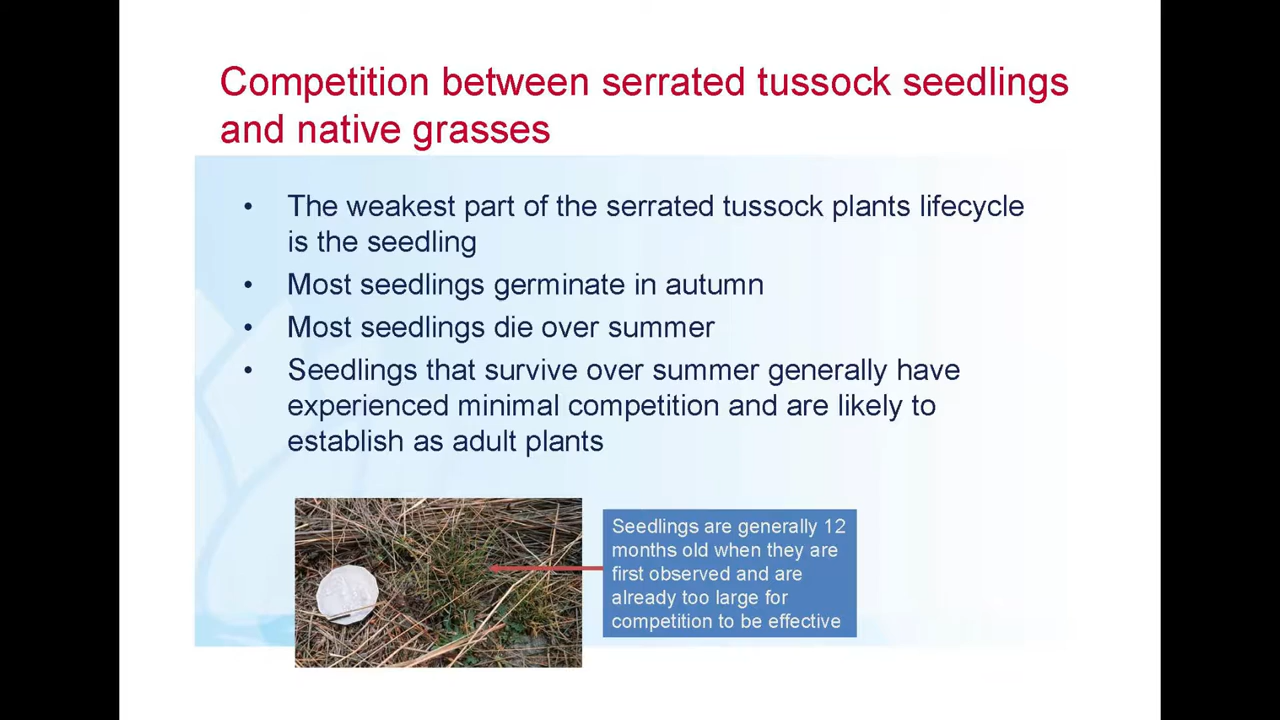 Competition between serrated tussock seedlings
and native grasses
• The weakest part of the serrated tussock plants lifecycle
is the seedling
• Most seedlings germinate in autumn
• Most seedlings die over summer
• Seedlings that survive over summer generally have
experienced minimal competition and are likely to
establish as adult plants
Seedlings are generally 12
months old when they are
first observed and are
already too large for
competition to be effective